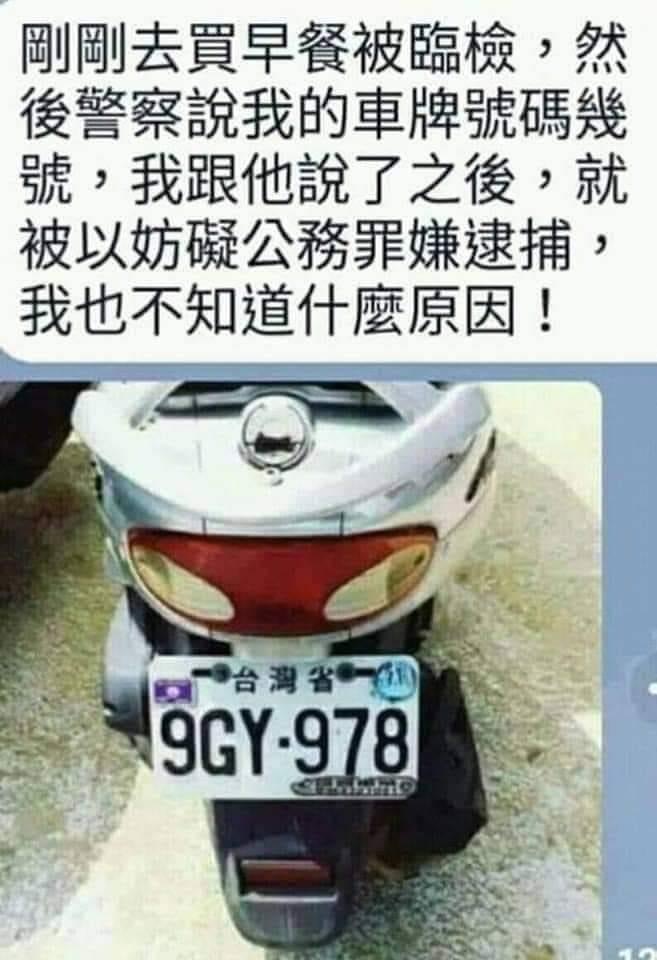 剛剛去買早餐被臨檢，然
後警察說我的車牌號碼幾
號，我跟他說了之後，就
被以妨礙公務罪嫌逮捕，
我也不知道什麼原因！
台灣省
11
9GY·978